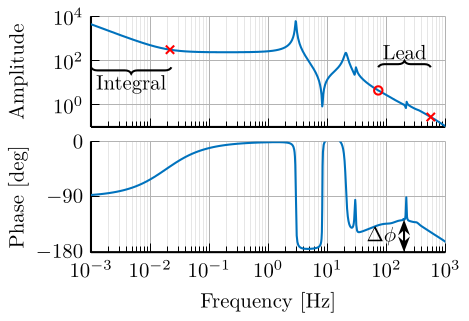 10^4
10^2
10^0
Amplitude
Integral
Lead
0
−90
−180
Phase [deg]
Δϕ
10^−3 10^−2 10^−1 10^0 10^1 10^2 10^3
Frequency [Hz]